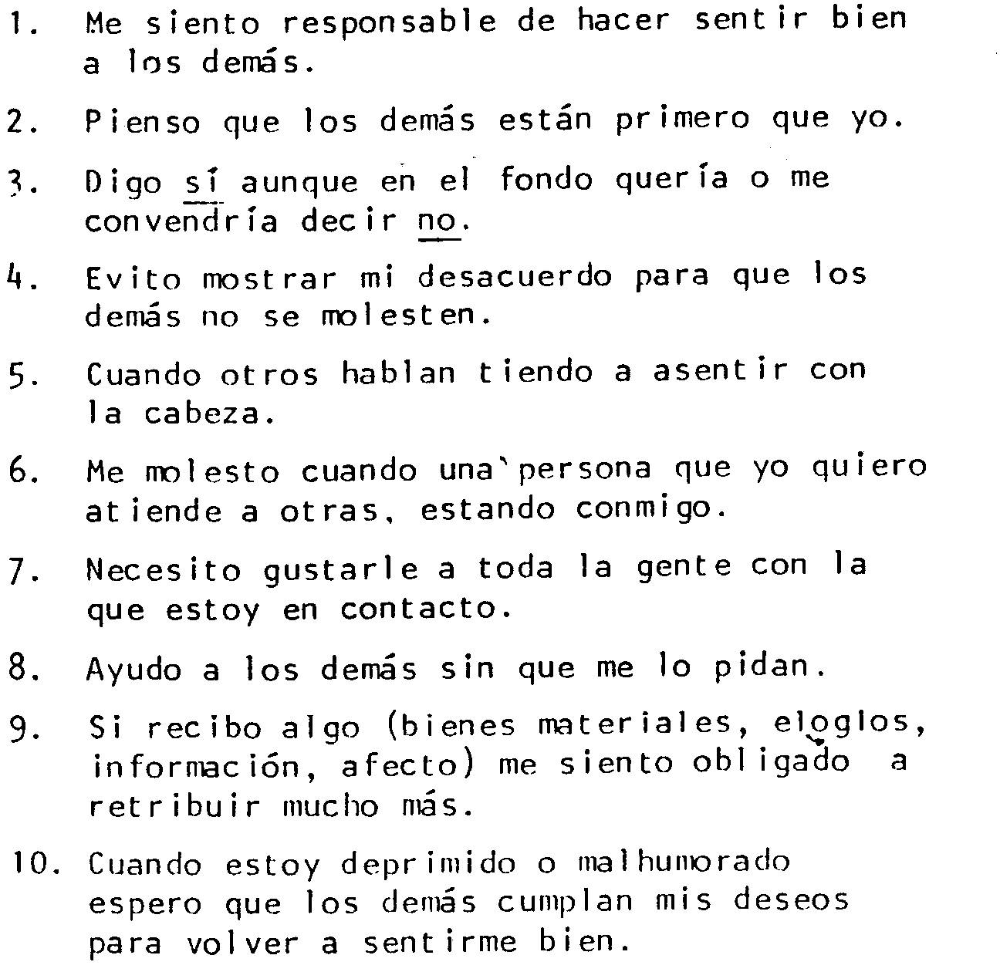 1. Me siento responsable de hacer sentir bien
a los demás.
2. Pienso que los demás están primero que yo.
3. Digo sí aunque en el fondo quería o me
convendría decir no.
4. Evito mostrar mi desacuerdo para que los
demás no se molesten.
5. Cuando otros hablan tiendo a asentir con
la cabeza.
6. Me molesto cuando una persona que yo quiero
atiende a otras, estando conmigo.
7. Necesito gustarle a toda la gente con la
que estoy en contacto.
8. Ayudo a los demás sin que me lo pidan.
9. Si recibo algo (bienes materiales, eloglos,
información, afecto) me siento obligado a
retribuir mucho más.
10. Cuando estoy deprimido o malhumorado
espero que los demás cumplan mis deseos
para volver a sentirme bien.